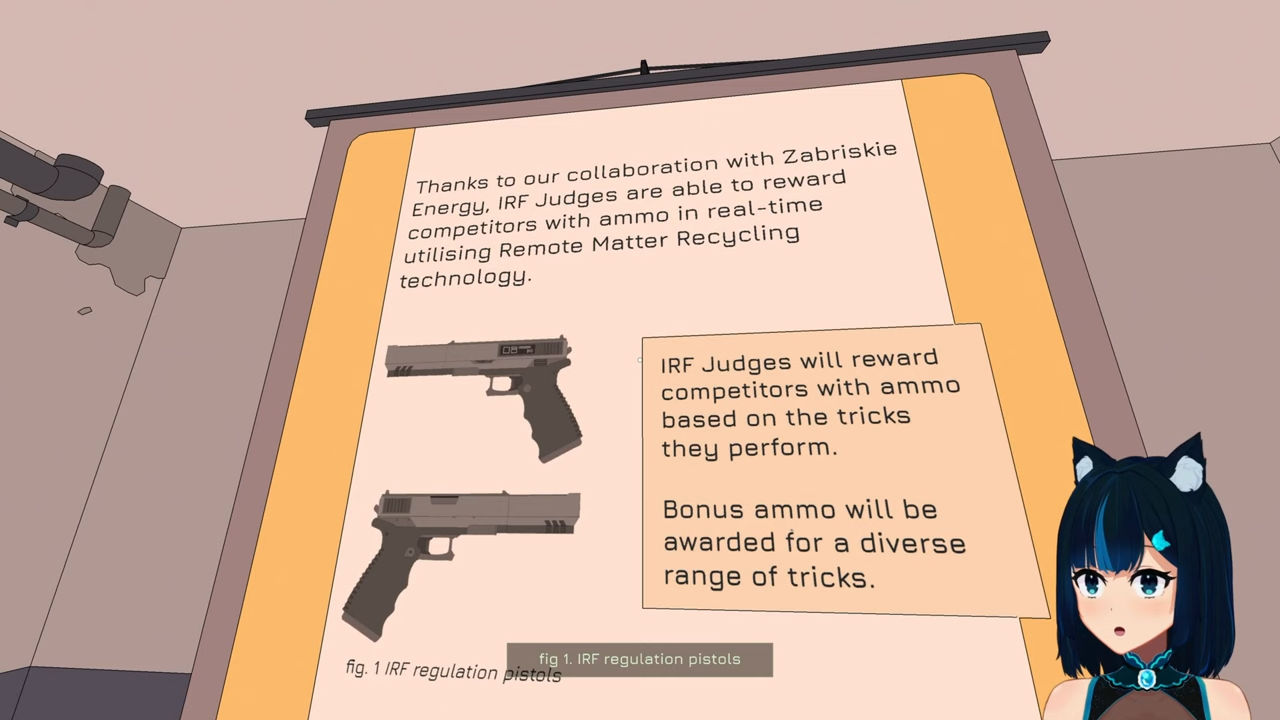 Thanks to our collaboration with Zabriskie
Energy, IRF Judges are able to reward
competitors with ammo in real-time
utilising Remote Matter Recycling
technology.
IRF Judges will reward
competitors with ammo
based on the tricks
they perform.
Bonus ammo will be
awarded for a diverse
range of tricks.
fig. 1 IRF regulation pistols
fig 1. IRF regulation pistols